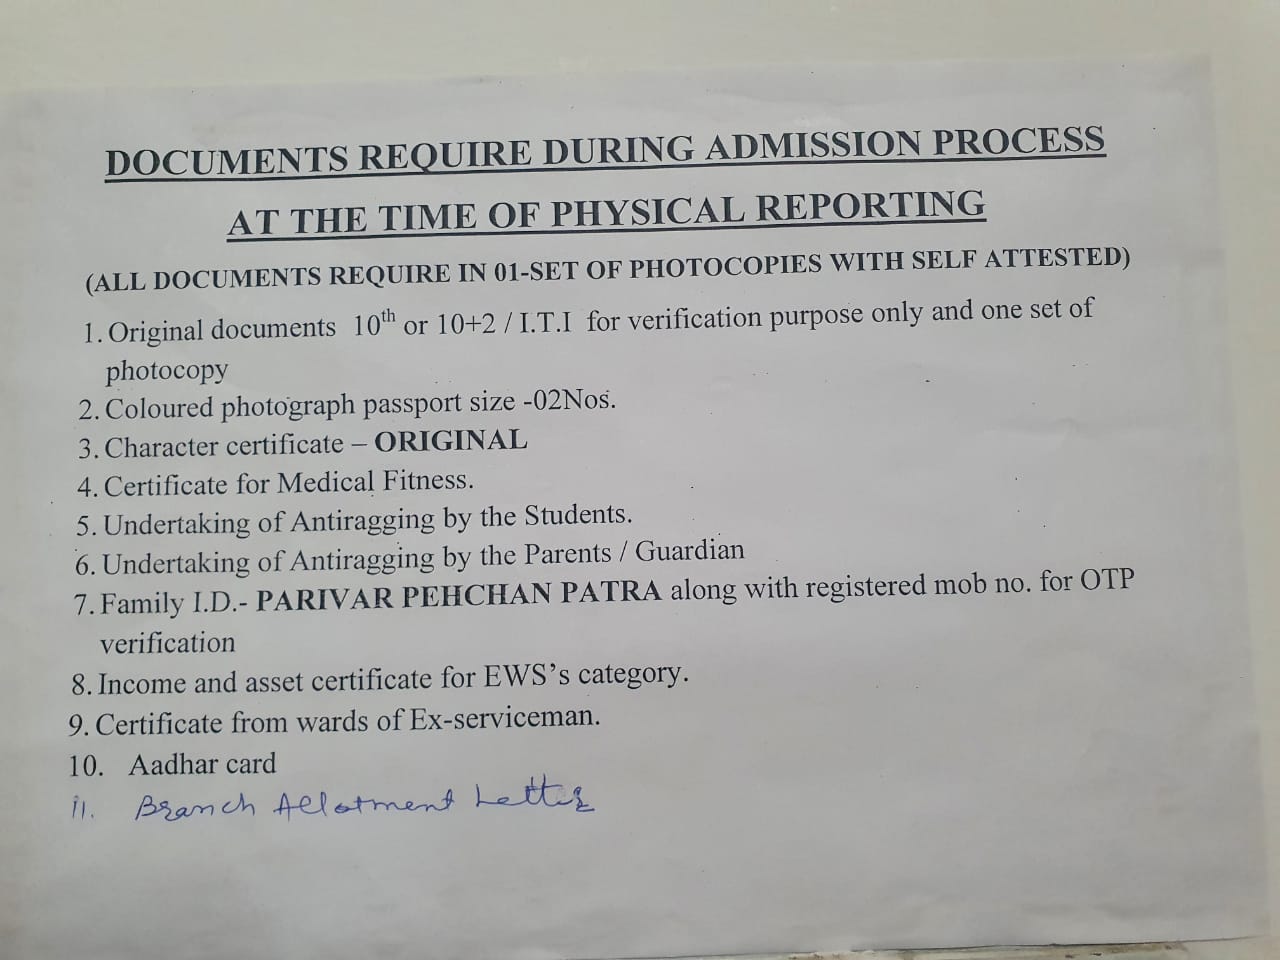 DOCUMENTS REQUIRE DURING ADMISSION PROCESS
AT THE TIME OF PHYSICAL REPORTING
(ALL DOCUMENTS REQUIRE IN 01-SET OF PHOTOCOPIES WITH SELF ATTESTED)
1. Original documents 10th or 10+2 / I.T.I for verification purpose only and one set of
photocopy
2. Coloured photograph passport size -02Nos.
3. Character certificate – ORIGINAL
4. Certificate for Medical Fitness.
5. Undertaking of Antiragging by the Students.
6. Undertaking of Antiragging by the Parents / Guardian
7. Family I.D.- PARIVAR PEHCHAN PATRA along with registered mob no. for OTP
verification
8. Income and asset certificate for EWS’s category.
9. Certificate from wards of Ex-serviceman.
10. Aadhar card
11. Branch Allotment Letter